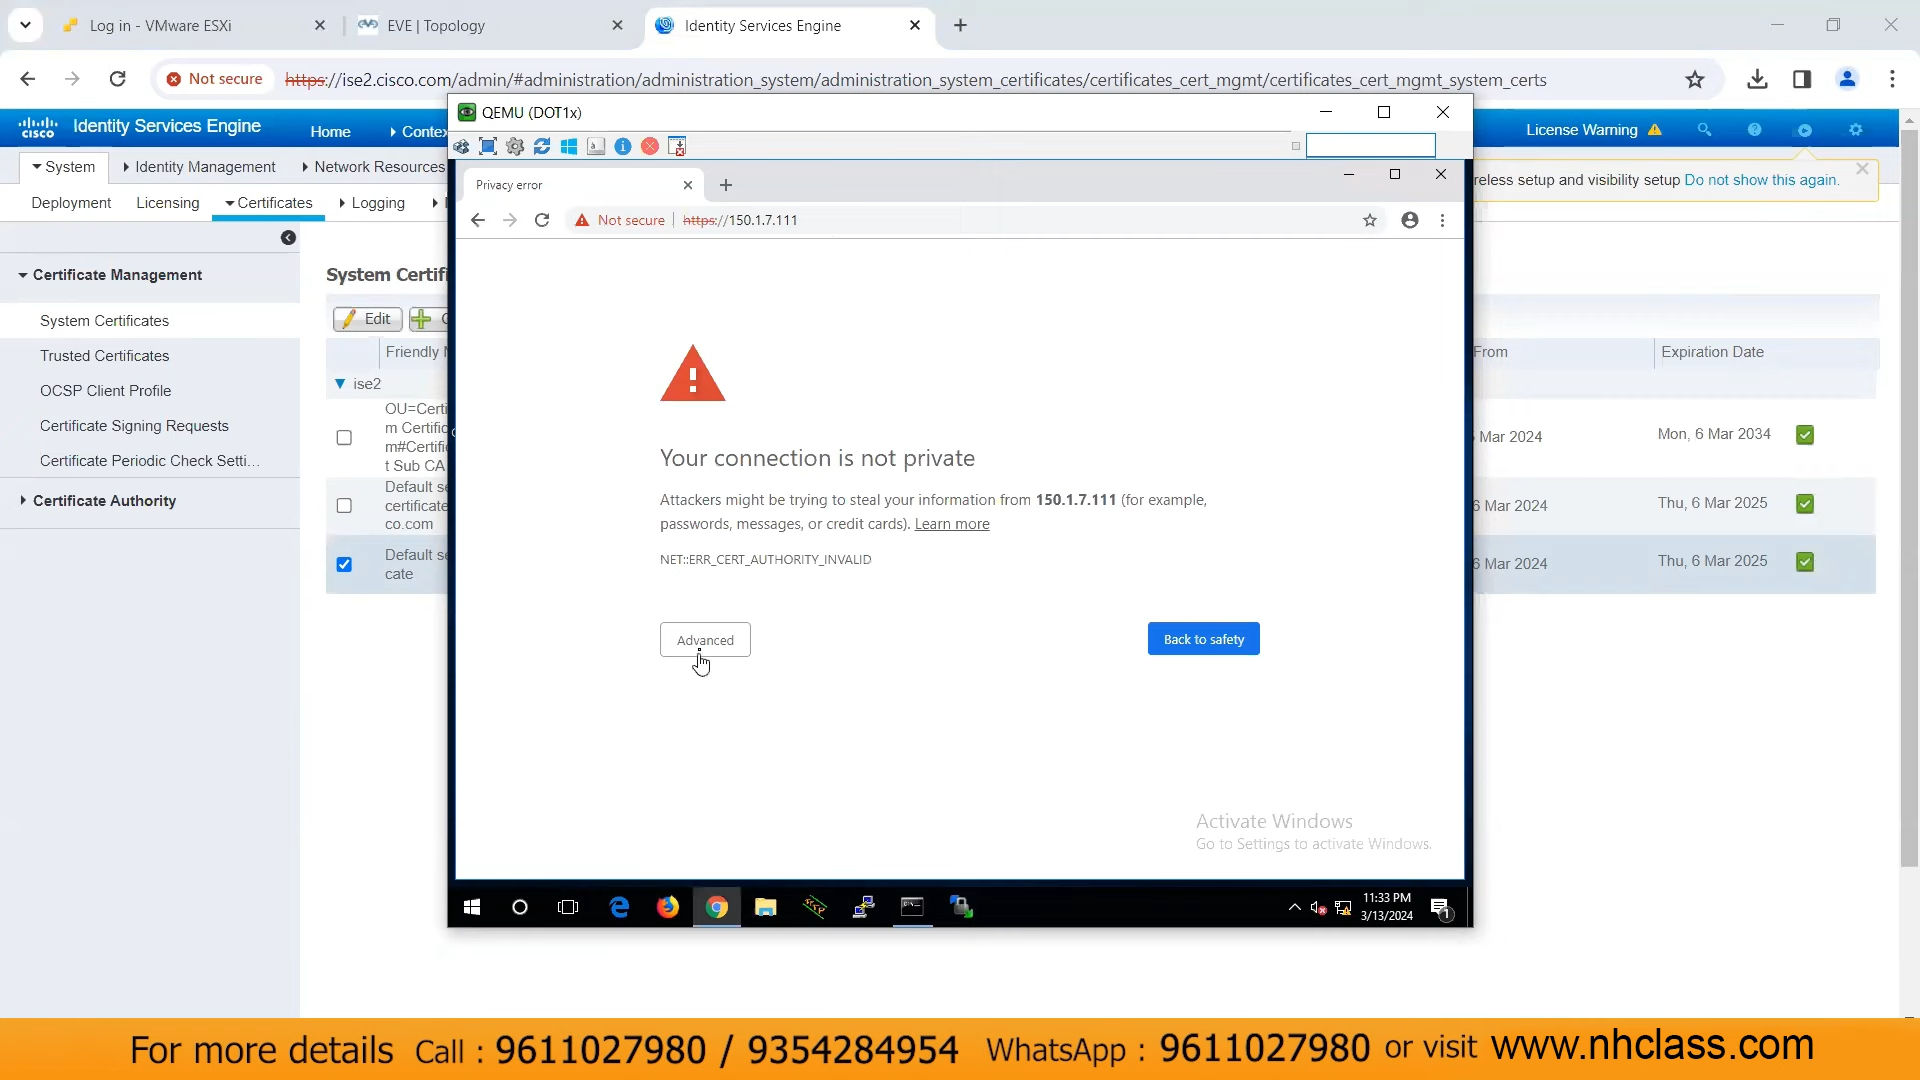 Log in - VMware ESXi
EVE | Topology
Identity Services Engine
Not secure
https://ise2.cisco.com/admin/#administration/administration_system/administration_system_certificates/certificates_cert_mgmt/certificates_cert_mgmt_system_certs
QEMU (DOT1x)
cisco
Identity Services Engine
Home
Contex
License Warning
System
Identity Management
Network Resources
reless setup and visibility setup Do not show this again.
Deployment
Licensing
Certificates
Logging
Privacy error
Not secure
https://150.1.7.111
Certificate Management
System Certificates
Trusted Certificates
OCSP Client Profile
Certificate Signing Requests
Certificate Periodic Check Setti...
Certificate Authority
System Certifi
Edit
Friendly
From
Expiration Date
ise2
OU=Certi
m Certific
m#Certifi
t Sub CA
Mar 2024
Mon, 6 Mar 2034
Default se
certificate
co.com
6 Mar 2024
Thu, 6 Mar 2025
Default se
cate
6 Mar 2024
Thu, 6 Mar 2025
Your connection is not private
Attackers might be trying to steal your information from 150.1.7.111 (for example,
passwords, messages, or credit cards). Learn more
NET::ERR_CERT_AUTHORITY_INVALID
Advanced
Back to safety
Activate Windows
Go to Settings to activate Windows.
11:33 PM
3/13/2024
1
For more details Call : 9611027980 / 9354284954 WhatsApp : 9611027980 or visit www.nhclass.com